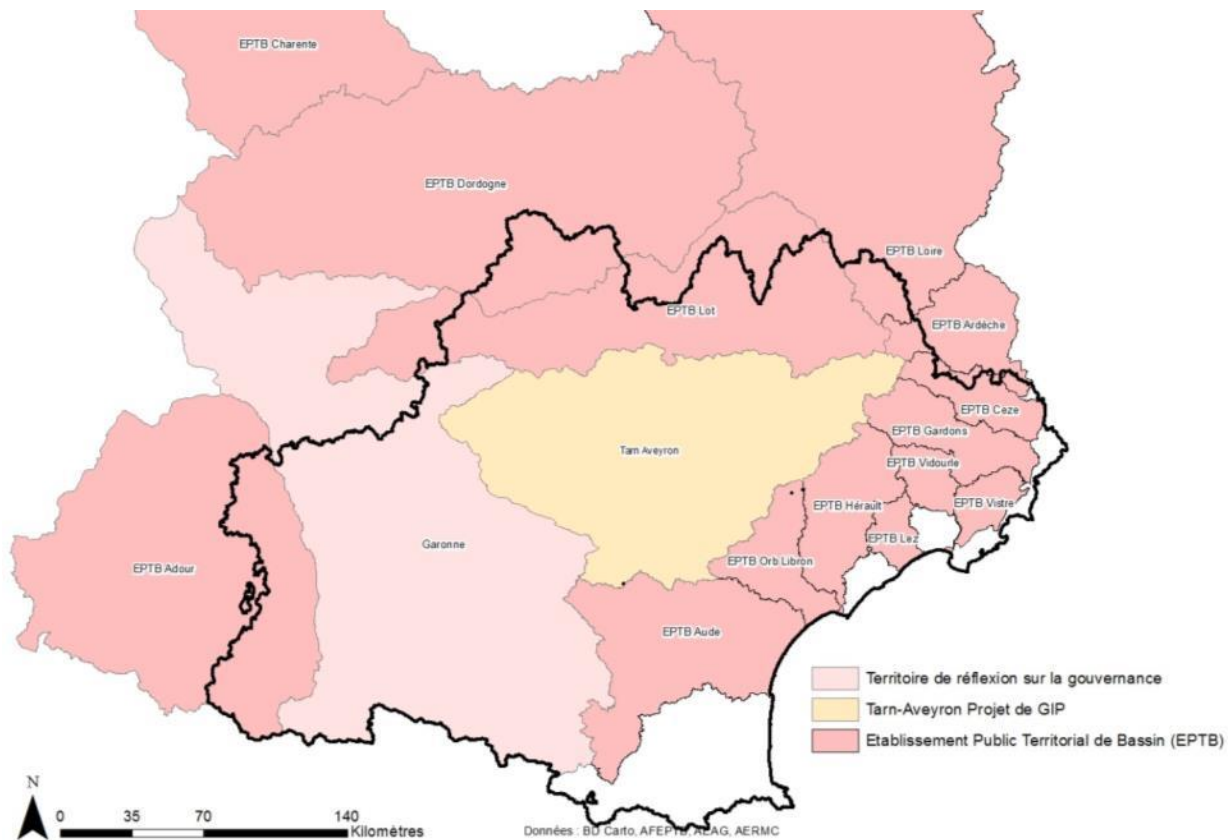 EPTB Charente
EPTB Dordogne
EPTB Loire
EPTB Lot
EPTB Ardèche
EPTB Ceze
EPTB Gardons
Tarn Aveyron
EPTB Vidourle
EPTB Hérault
EPTB Vistre
EPTB Lez
Garonne
EPTB Orb Libron
EPTB Adour
EPTB Aude
Territoire de réflexion sur la gouvernance
Tarn-Aveyron Projet de GIP
Etablissement Public Territorial de Bassin (EPTB)
N
0 35 70 140
Kilomètres
Données : BD Carto, AFEPTB, AEAG, AERMC